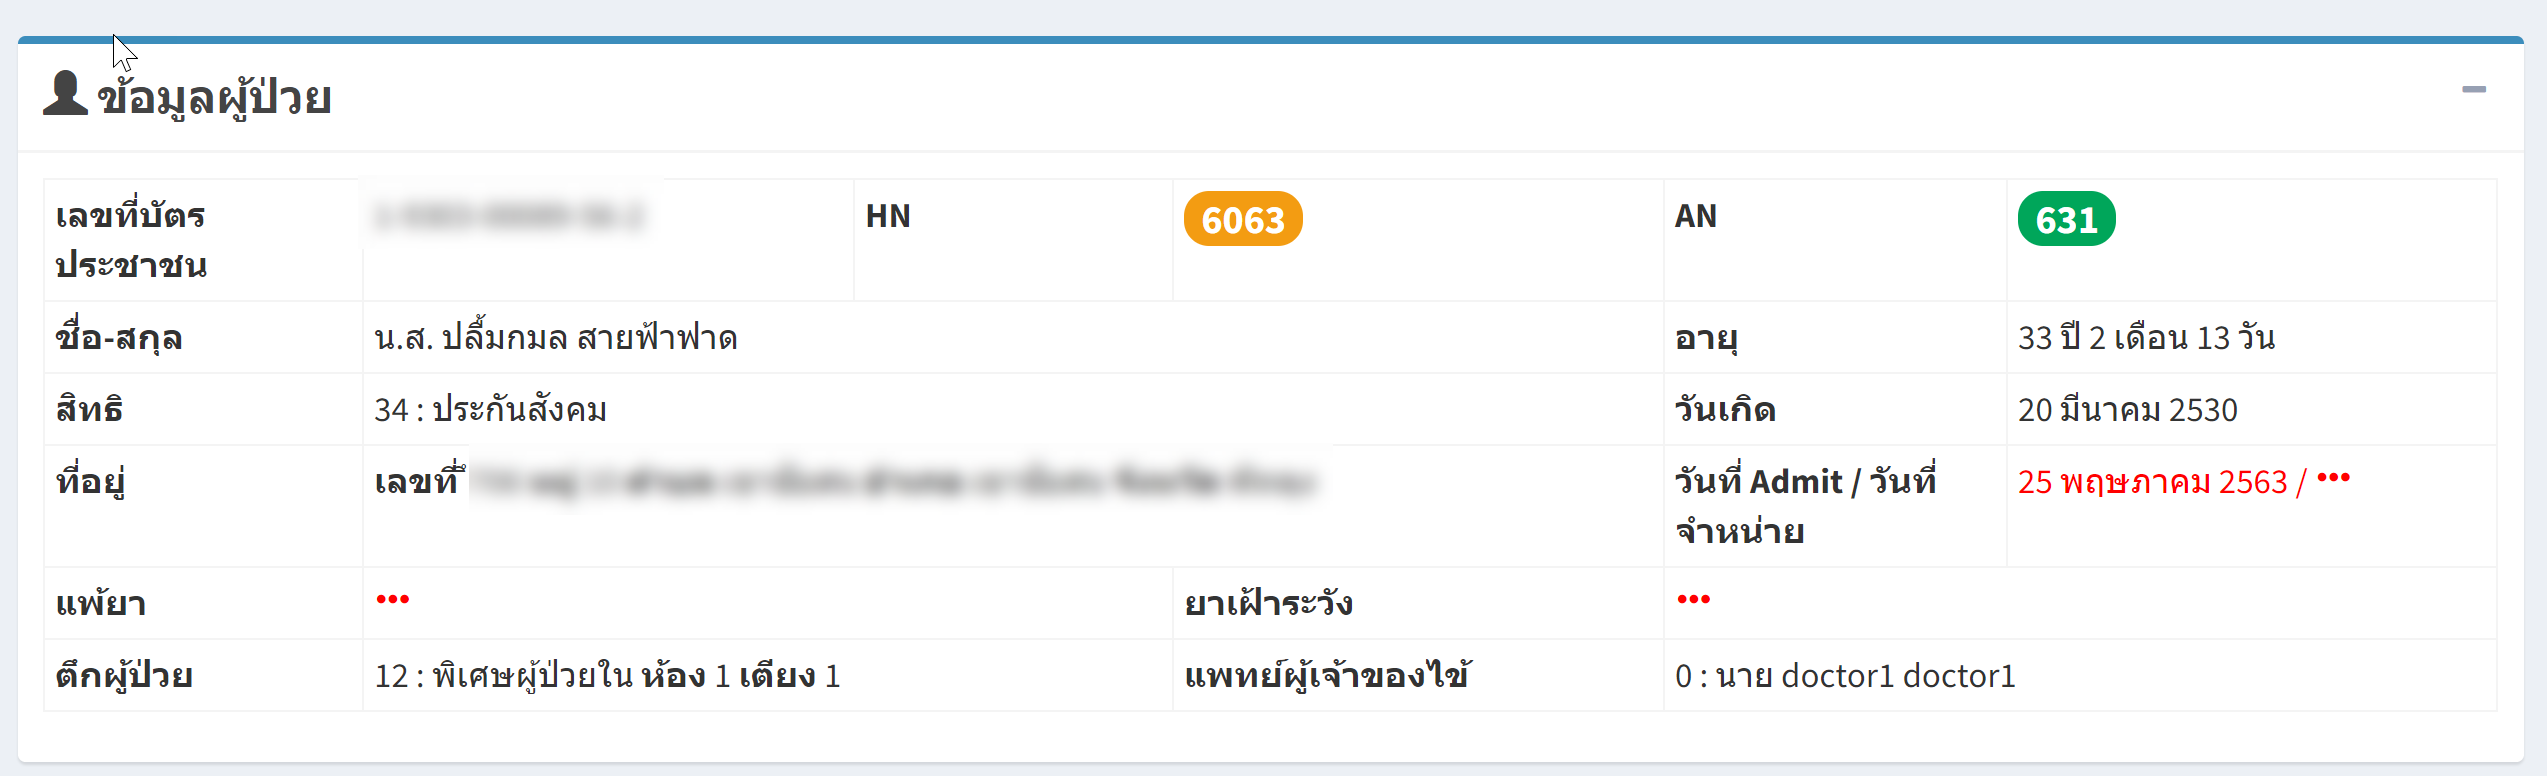 ข้อมูลผู้ป่วย
เลขที่บัตรประชาชน HN 6063 AN 631
ชื่อ-สกุล น.ส. ปลื้มกมล สายฟ้าฟาด อายุ 33 ปี 2 เดือน 13 วัน
สิทธิ 34 : ประกันสังคม วันเกิด 20 มีนาคม 2530
ที่อยู่ เลขที่ วันที่ Admit / วันที่จำหน่าย 25 พฤษภาคม 2563 / •••
แพ้ยา ••• ยาเฝ้าระวัง •••
ตึกผู้ป่วย 12 : พิเศษผู้ป่วยใน ห้อง 1 เตียง 1 แพทย์ผู้เจ้าของไข้ 0 : นาย doctor1 doctor1